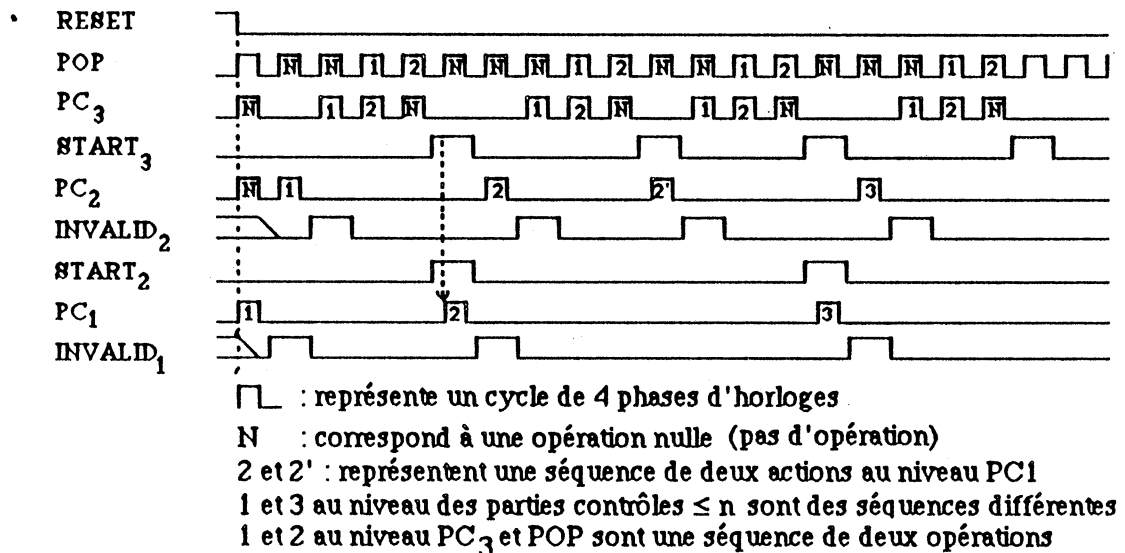 RESET
POP N N 1 2 N N N 1 2 N N 1 2 N N N 1 2
PC3 N 1 2 N 1 2 N 1 2 N 1 2 N
START3
PC2 N 1 2 2' 3
INVALID2
START2
PC1 1 2 3
INVALID1
: représente un cycle de 4 phases d'horloges
N : correspond à une opération nulle (pas d'opération)
2 et 2' : représentent une séquence de deux actions au niveau PC1
1 et 3 au niveau des parties contrôles ≤ n sont des séquences différentes
1 et 2 au niveau PC3 et POP sont une séquence de deux opérations